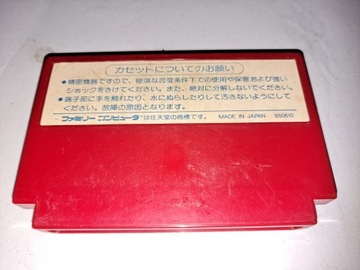 カセットについてのお願い
●精密機器ですので、極端な温度条件下での使用や保管および強い
ショックをさけてください。また、絶対に分解しないでください。
●端子部に手を触れたり、水にぬらしたりして汚さないようにして
ください。故障の原因となります。
ファミリー コンピュータは任天堂の商標です。 MADE IN JAPAN 850610